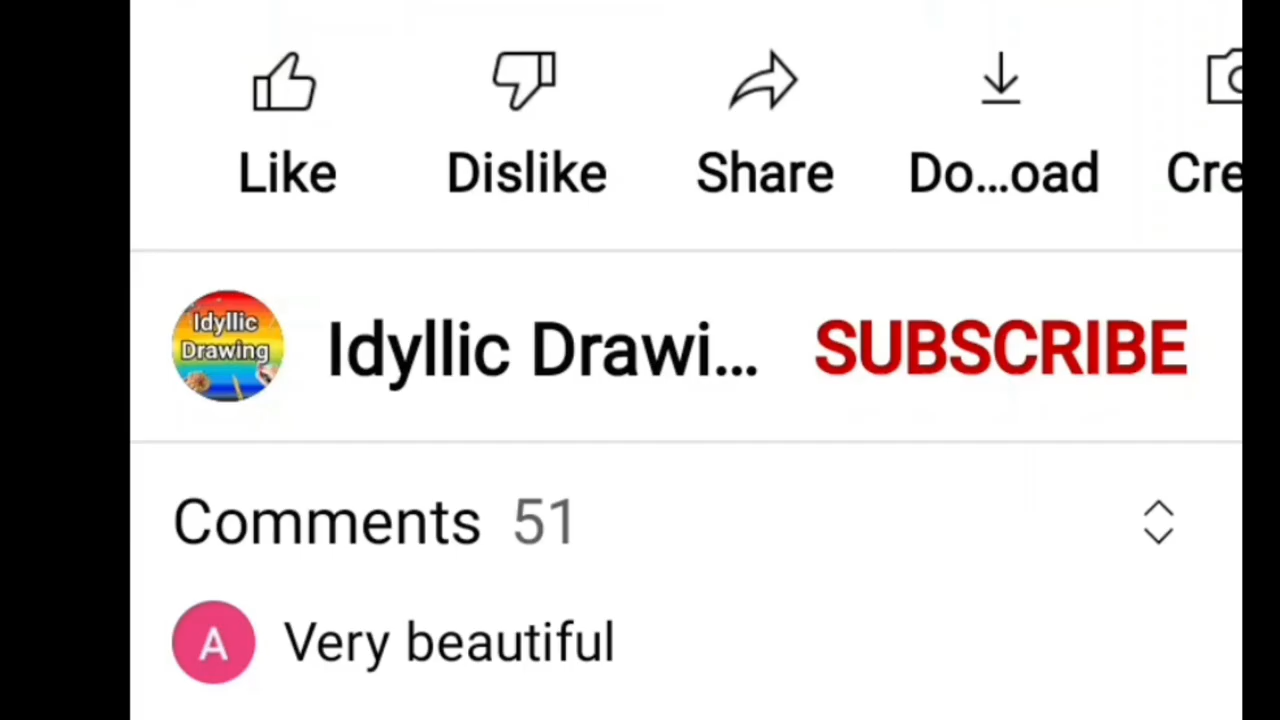 Like Dislike Share Do...oad Cre
Idyllic
Drawing
Idyllic Drawi... SUBSCRIBE
Comments 51
A Very beautiful